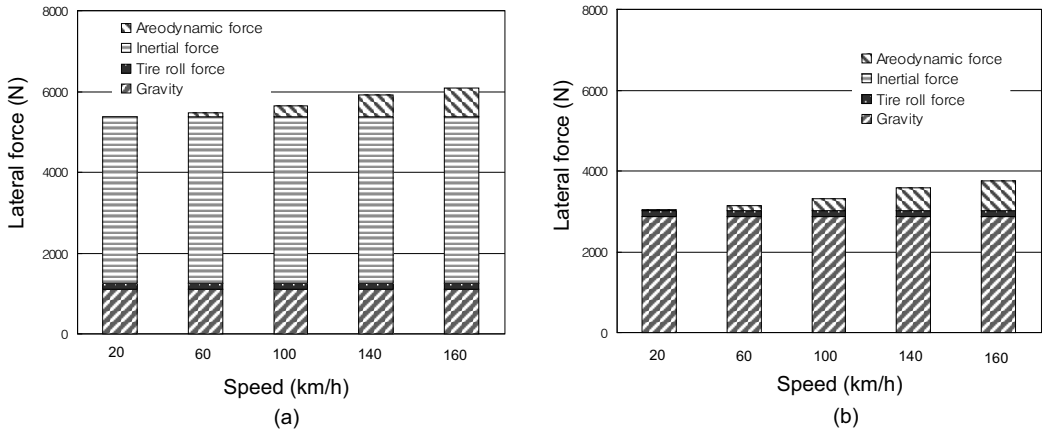 8000
6000
4000
2000
0
Lateral force (N)
Areodynamic force
Inertial force
Tire roll force
Gravity
20 60 100 140 160
Speed (km/h)
(a)
8000
6000
4000
2000
0
Lateral force (N)
Areodynamic force
Inertial force
Tire roll force
Gravity
20 60 100 140 160
Speed (km/h)
(b)